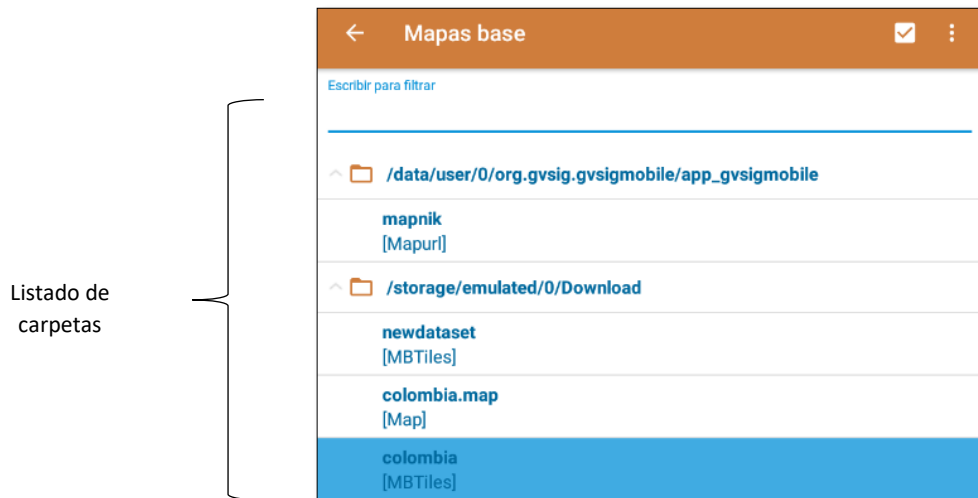 Mapas base
Escribir para filtrar
/data/user/0/org.gvsig.gvsigmobile/app_gvsigmobile
mapnik
[Mapurl]
/storage/emulated/0/Download
newdataset
[MBTiles]
colombia.map
[Map]
colombia
[MBTiles]
Listado de
carpetas